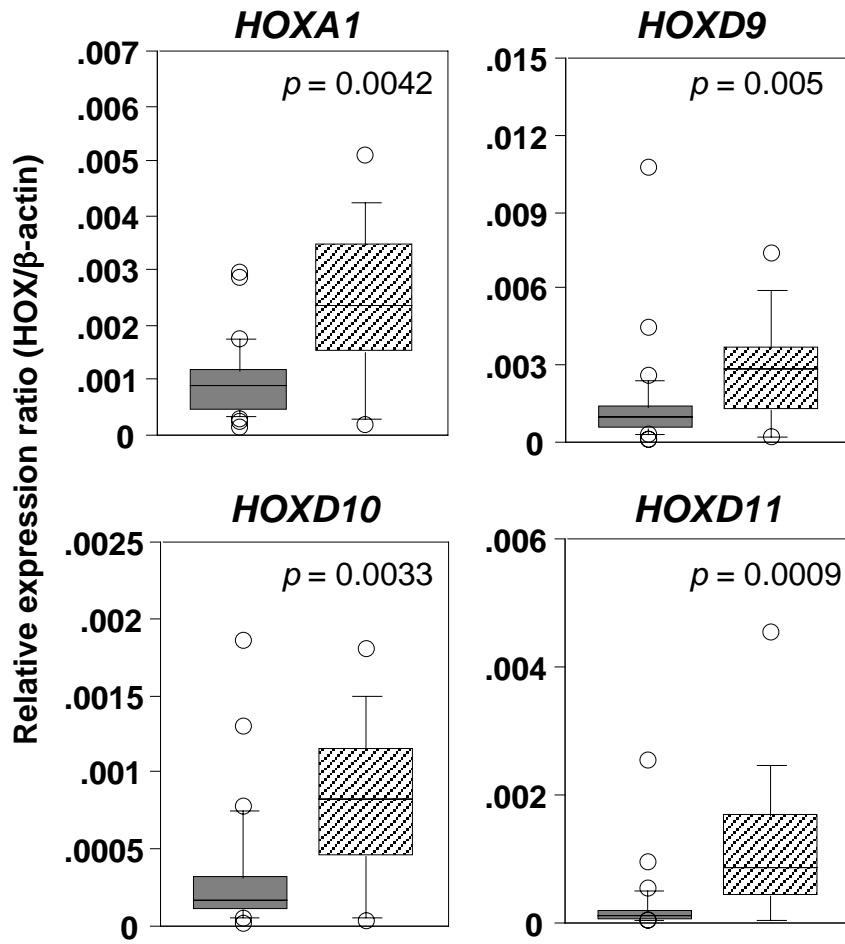 Relative expression ratio (HOX/β-actin)
HOXA1
p = 0.0042
.007
.006
.005
.004
.003
.002
.001
0
HOXD9
p = 0.005
.015
.012
.009
.006
.003
0
HOXD10
p = 0.0033
.0025
.002
.0015
.001
.0005
0
HOXD11
p = 0.0009
.006
.004
.002
0